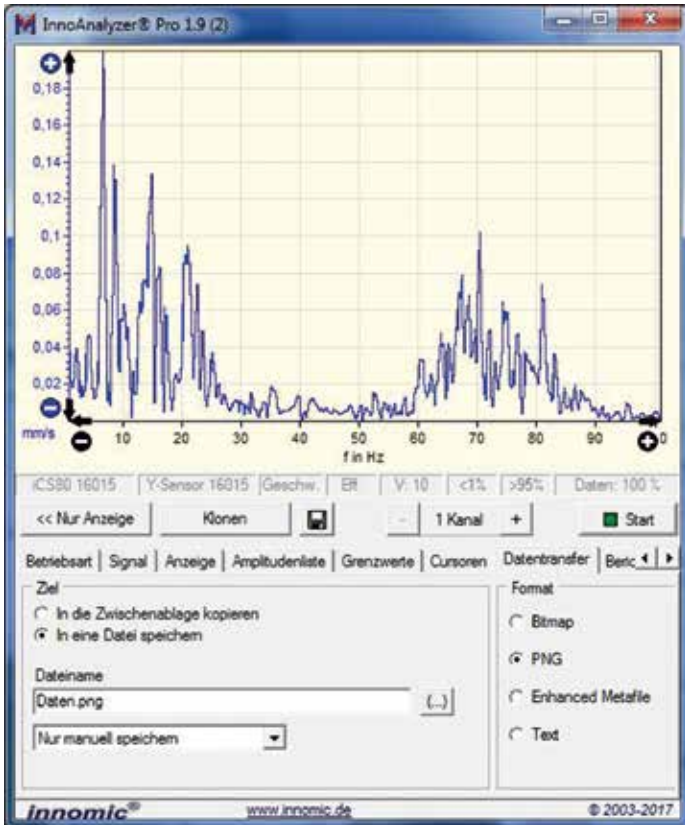 InnoAnalyzer® Pro 1.9 (2)
0,18
0,16
0,14
0,12
0,1
0,08
0,06
0,04
0,02
mm/s
10 20 30 40 50 60 70 80 90 0
f in Hz
iCS80 16015 Y-Sensor 16015 Geschw. Eff V: 10 <1% >95% Daten: 100 %
<< Nur Anzeige Klonen - 1 Kanal + Start
Betriebsart Signal Anzeige Amplitudenliste Grenzwerte Cursoren Datentransfer Beric
Ziel Format
In die Zwischenablage kopieren Bitmap
In eine Datei speichern
PNG
Dateiname
Daten.png (...) Enhanced Metafile
Nur manuell speichern Text
innomic® www.innomic.de © 2003-2017